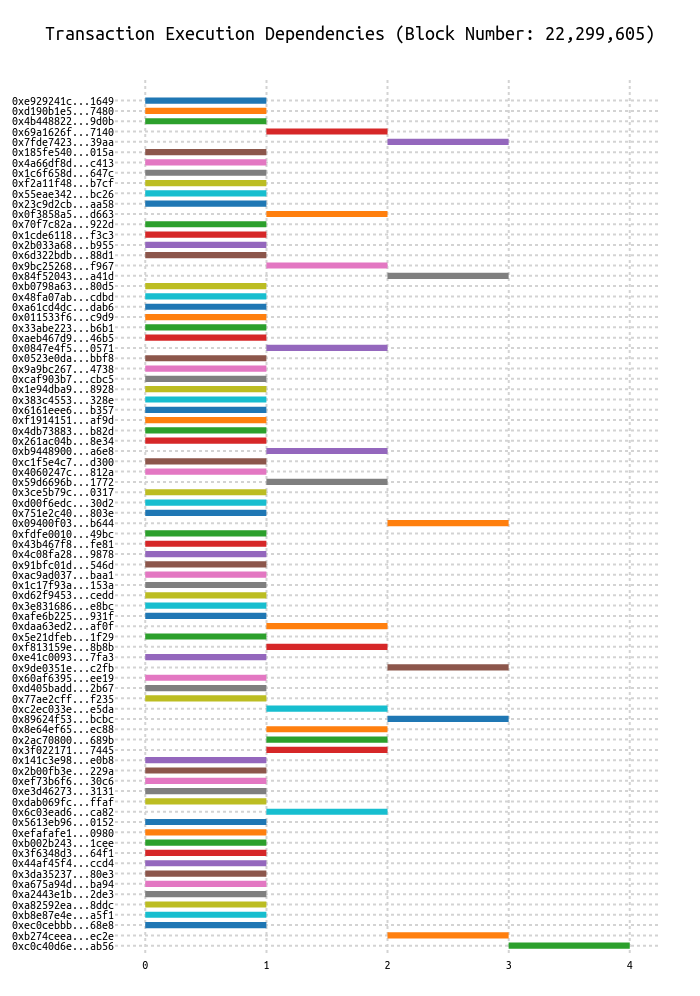 Transaction Execution Dependencies (Block Number: 22,299,605)
0xe929241c...1649
0xd190b1e5...7480
0x4b448822...9d0b
0x69a1626f...7140
0x7fde7423...39aa
0x185fe540...015a
0x4a66df8d...c413
0x1c6f658d...647c
0xf2a11f48...b7cf
0x55eae342...bc26
0x23c9d2cb...aa58
0x0f3858a5...d663
0x70f7c82a...922d
0x1cde6118...f3c3
0x2b033a68...b955
0x6d322bdb...88d1
0x9bc25268...f967
0x84f52043...a41d
0xb0798a63...80d5
0x48fa07ab...cdbd
0xa61cd4dc...dab6
0x011533f6...c9d9
0x33abe223...b6b1
0xaeb467d9...46b5
0x0847e4f5...0571
0x0523e0da...bbf8
0x9a9bc267...4738
0xcaf903b7...cbc5
0x1e94dba9...8928
0x383c4553...328e
0x6161eee6...b357
0xf1914151...af9d
0x4db73883...b82d
0x261ac04b...8e34
0xb9448900...a6e8
0xc1f5e4c7...d300
0x4060247c...812a
0x59d6696b...1772
0x3ce5b79c...0317
0xd00f6edc...30d2
0x751e2c40...803e
0x09400f03...b644
0xfdfe0010...49bc
0x43b467f8...fe81
0x4c08fa28...9878
0x91bfc01d...546d
0xac9ad037...baa1
0x1c17f93a...153a
0xd62f9453...cedd
0x3e831686...e8bc
0xafe6b225...931f
0xdaa63ed2...af0f
0x5e21dfeb...1f29
0xf813159e...8b8b
0xe41c0093...7fa3
0x9de0351e...c2fb
0x60af6395...ee19
0xd405badd...2b67
0x77ae2cff...f235
0xc2ec033e...e5da
0x89624f53...bcbc
0x8e64ef65...ec88
0x2ac70800...689b
0x3f022171...7445
0x141c3e98...e0b8
0x2b00fb3e...229a
0xef73b6f6...30c6
0xe3d46273...3131
0xdab069fc...ffaf
0x6c03ead6...ca82
0x5613eb96...0152
0xefafafe1...0980
0xb002b243...1cee
0x3f6348d3...64f1
0x44af45f4...ccd4
0x3da35237...80e3
0xa675a94d...ba94
0xa2443e1b...2de3
0xa82592ea...8ddc
0xb8e87e4e...a5f1
0xec0cebbb...68e8
0xb274ceea...ec2e
0xc0c40d6e...ab56
0 1 2 3 4